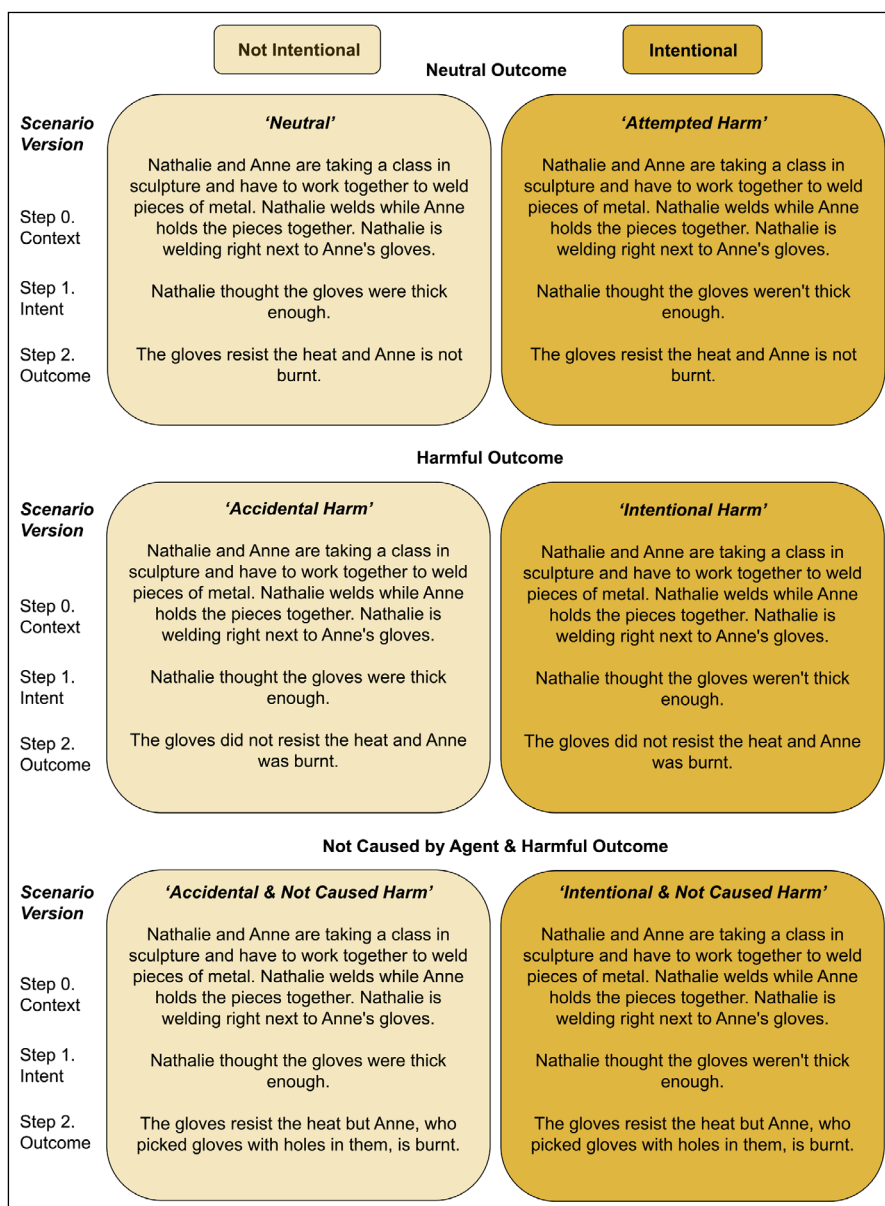 Not Intentional
Intentional
Neutral Outcome
Scenario
Version
‘Neutral’
Nathalie and Anne are taking a class in
sculpture and have to work together to weld
pieces of metal. Nathalie welds while Anne
holds the pieces together. Nathalie is
welding right next to Anne's gloves.
Nathalie thought the gloves were thick
enough.
The gloves resist the heat and Anne is not
burnt.
‘Attempted Harm’
Nathalie and Anne are taking a class in
sculpture and have to work together to weld
pieces of metal. Nathalie welds while Anne
holds the pieces together. Nathalie is
welding right next to Anne's gloves.
Nathalie thought the gloves weren't thick
enough.
The gloves resist the heat and Anne is not
burnt.
Step 0.
Context
Step 1.
Intent
Step 2.
Outcome
Harmful Outcome
Scenario
Version
‘Accidental Harm’
Nathalie and Anne are taking a class in
sculpture and have to work together to weld
pieces of metal. Nathalie welds while Anne
holds the pieces together. Nathalie is
welding right next to Anne's gloves.
Nathalie thought the gloves were thick
enough.
The gloves did not resist the heat and Anne
was burnt.
‘Intentional Harm’
Nathalie and Anne are taking a class in
sculpture and have to work together to weld
pieces of metal. Nathalie welds while Anne
holds the pieces together. Nathalie is
welding right next to Anne's gloves.
Nathalie thought the gloves weren't thick
enough.
The gloves did not resist the heat and Anne
was burnt.
Step 0.
Context
Step 1.
Intent
Step 2.
Outcome
Not Caused by Agent & Harmful Outcome
Scenario
Version
‘Accidental & Not Caused Harm’
Nathalie and Anne are taking a class in
sculpture and have to work together to weld
pieces of metal. Nathalie welds while Anne
holds the pieces together. Nathalie is
welding right next to Anne's gloves.
Nathalie thought the gloves were thick
enough.
The gloves resist the heat but Anne, who
picked gloves with holes in them, is burnt.
‘Intentional & Not Caused Harm’
Nathalie and Anne are taking a class in
sculpture and have to work together to weld
pieces of metal. Nathalie welds while Anne
holds the pieces together. Nathalie is
welding right next to Anne's gloves.
Nathalie thought the gloves weren't thick
enough.
The gloves resist the heat but Anne, who
picked gloves with holes in them, is burnt.
Step 0.
Context
Step 1.
Intent
Step 2.
Outcome